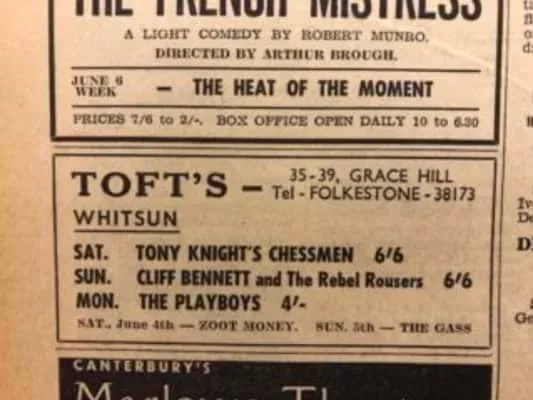 THE FRENCH MISTRESS
A LIGHT COMEDY BY ROBERT MUNRO.
DIRECTED BY ARTHUR BROUGH.
JUNE 6 WEEK – THE HEAT OF THE MOMENT
PRICES 7/6 to 2/-. BOX OFFICE OPEN DAILY 10 to 6.30
TOFT'S – 35-39, GRACE HILL
Tel - FOLKESTONE - 38173
WHITSUN
SAT. TONY KNIGHT'S CHESSMEN 6/6
SUN. CLIFF BENNETT and The Rebel Rousers 6/6
MON. THE PLAYBOYS 4/-
SAT., June 4th — ZOOT MONEY. SUN. 5th — THE GASS
CANTERBURY'S